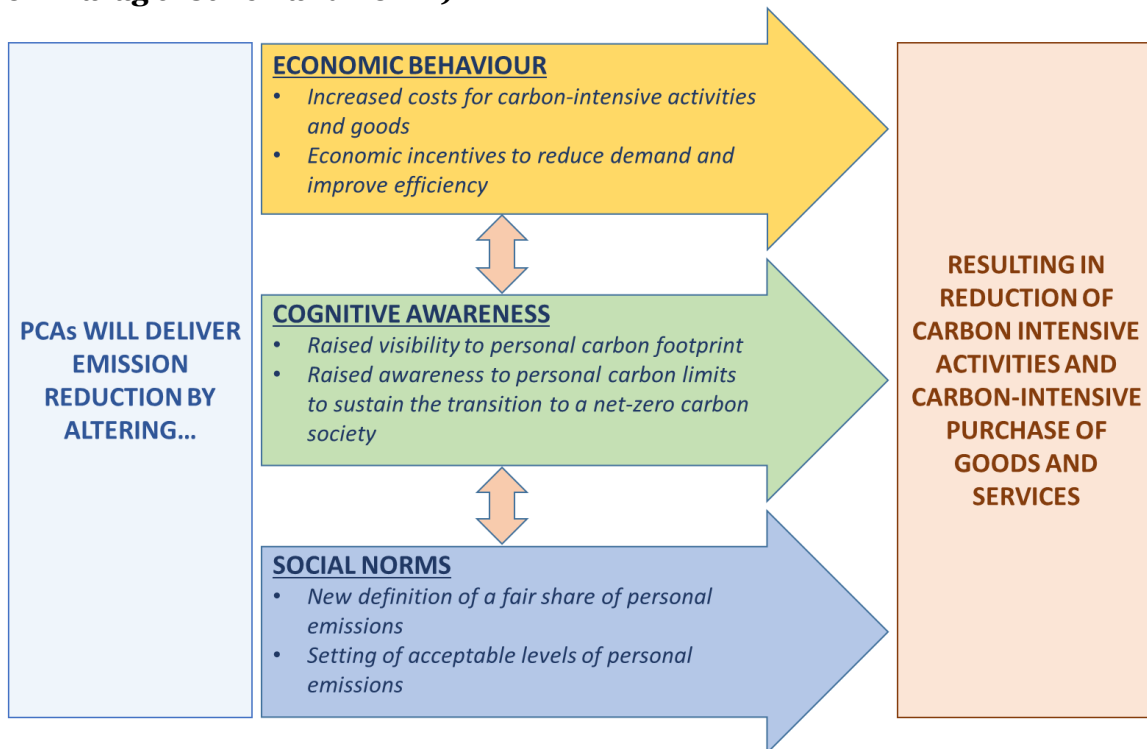 PCAs WILL DELIVER
EMISSION
REDUCTION BY
ALTERING...
ECONOMIC BEHAVIOUR
• Increased costs for carbon-intensive activities
and goods
• Economic incentives to reduce demand and
improve efficiency
COGNITIVE AWARENESS
• Raised visibility to personal carbon footprint
• Raised awareness to personal carbon limits
to sustain the transition to a net-zero carbon
society
SOCIAL NORMS
• New definition of a fair share of personal
emissions
• Setting of acceptable levels of personal
emissions
RESULTING IN
REDUCTION OF
CARBON INTENSIVE
ACTIVITIES AND
CARBON-INTENSIVE
PURCHASE OF
GOODS AND
SERVICES